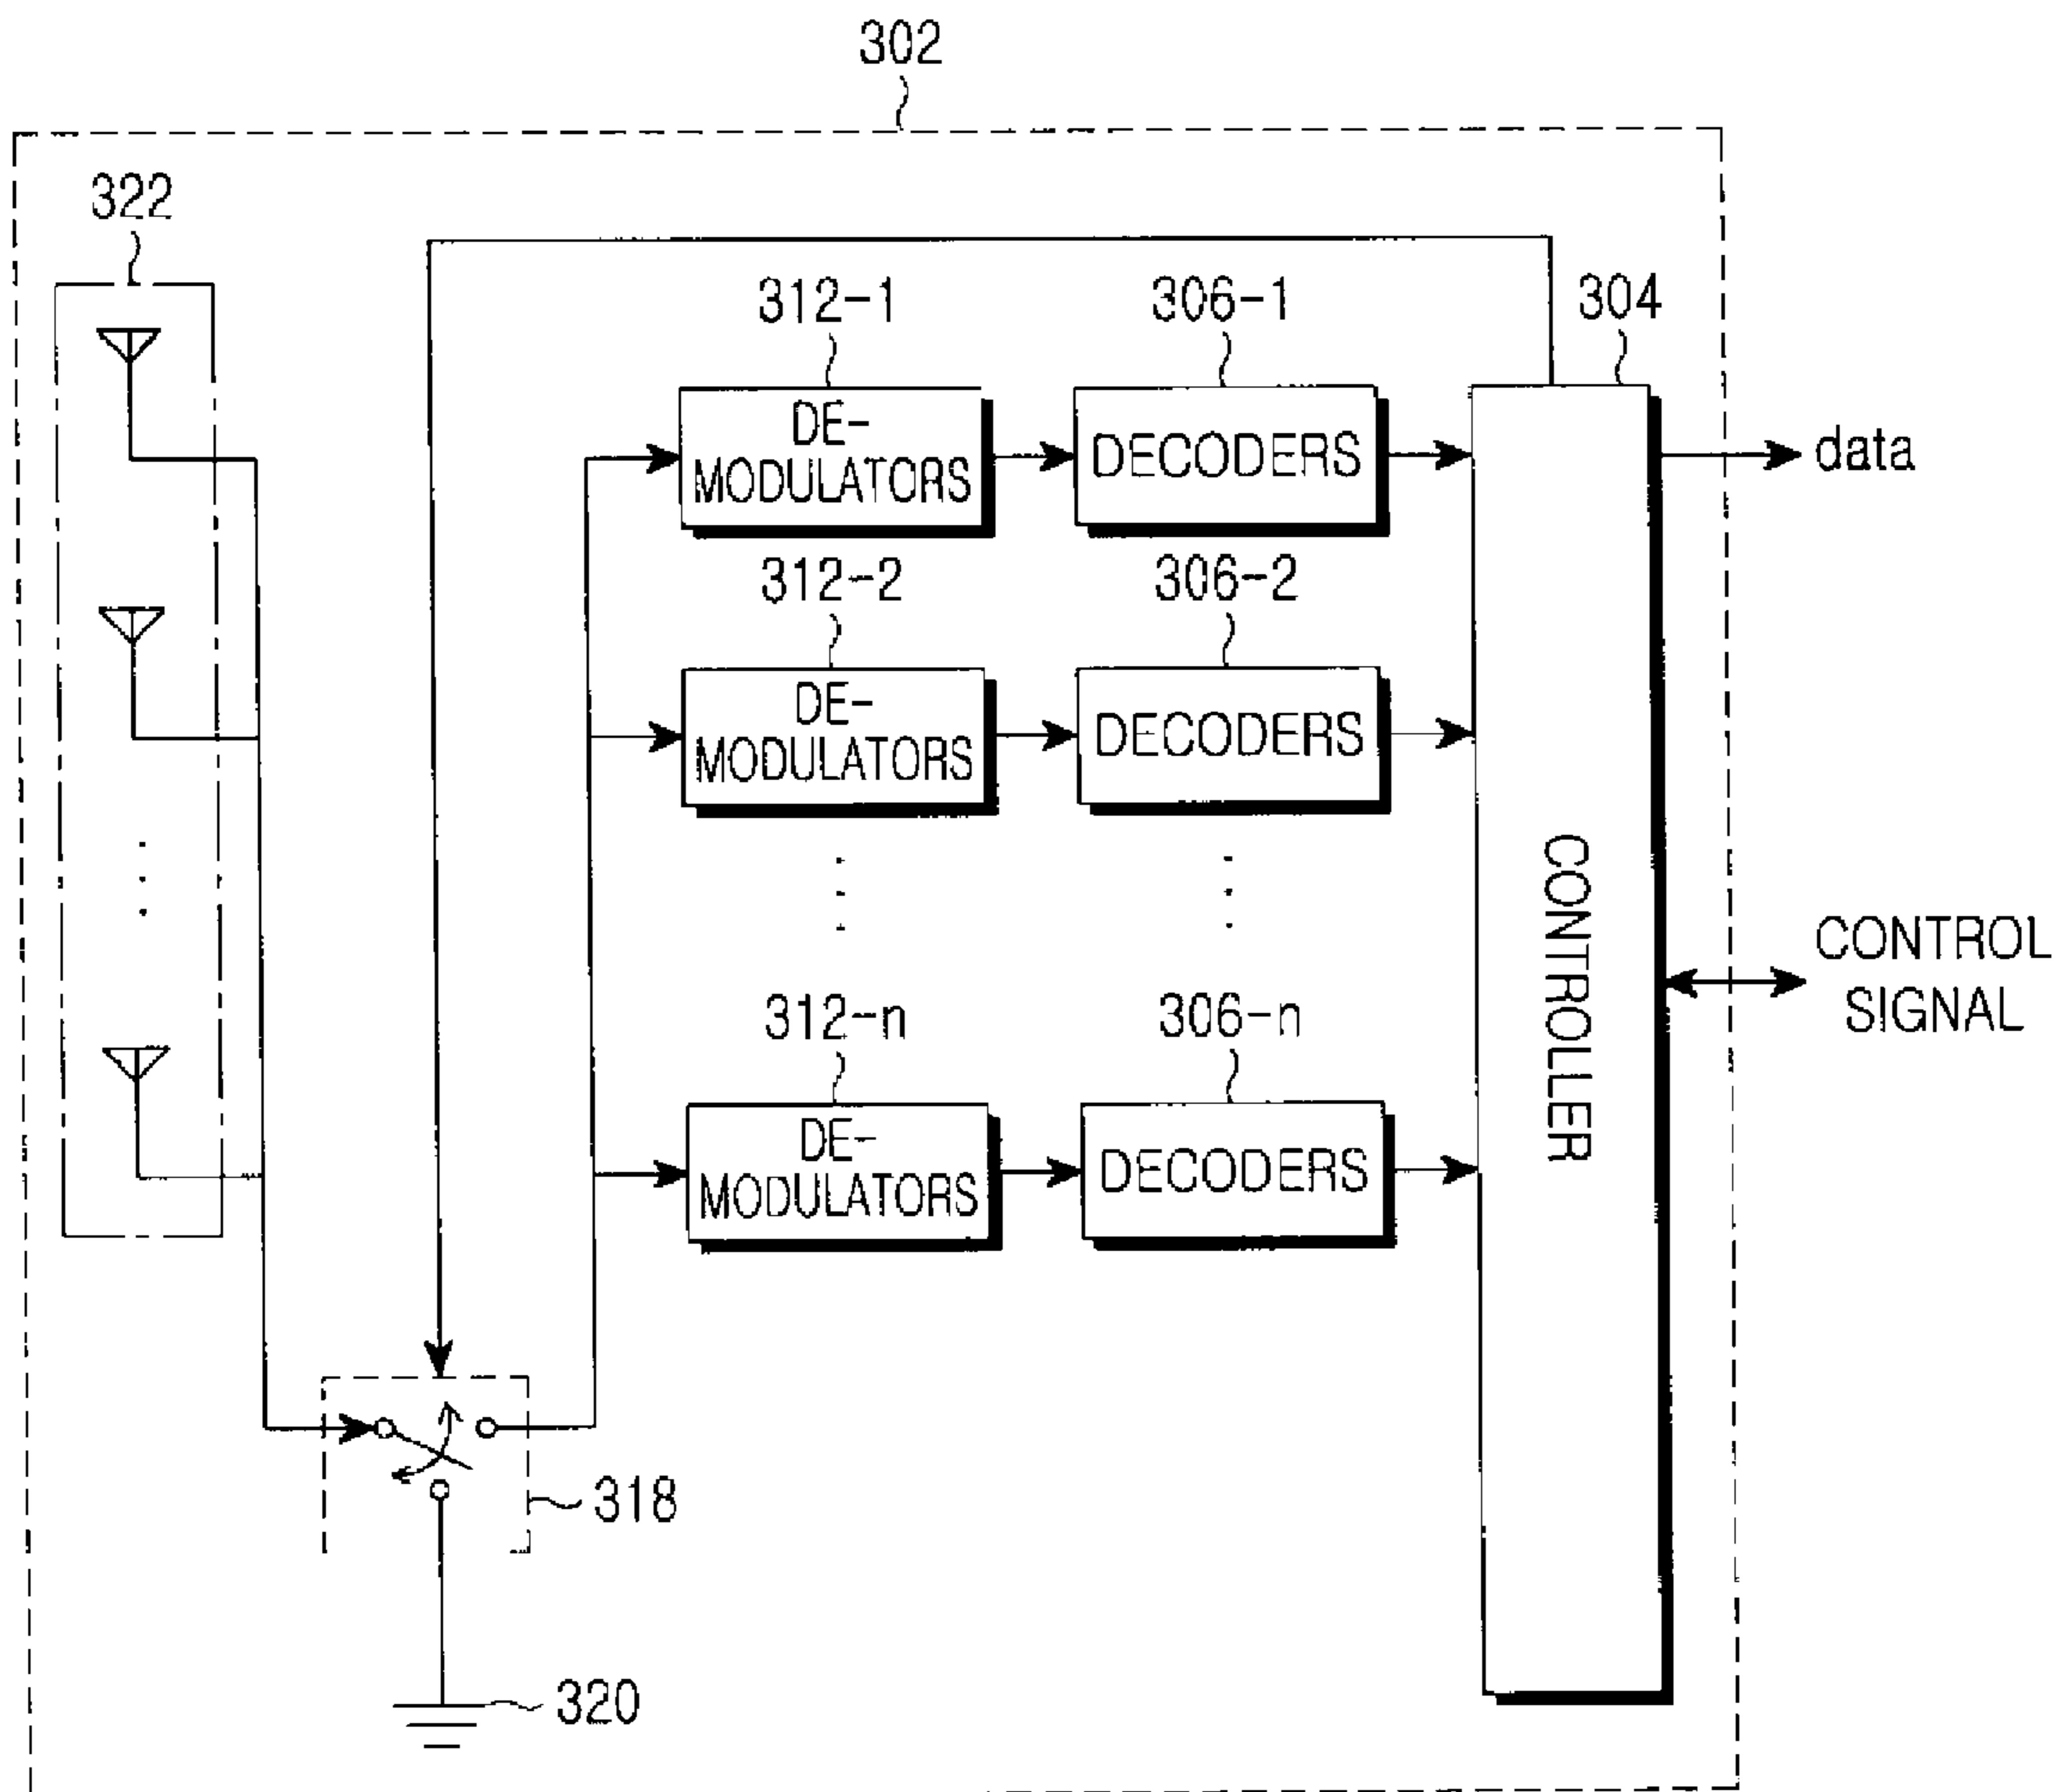 302
322
312-1
306-1
304
DE-
MODULATORS
DECODERS
data
312-2
306-2
DE-
MODULATORS
DECODERS
CONTROLLER
CONTROL
SIGNAL
312-n
306-n
DE-
MODULATORS
DECODERS
318
320